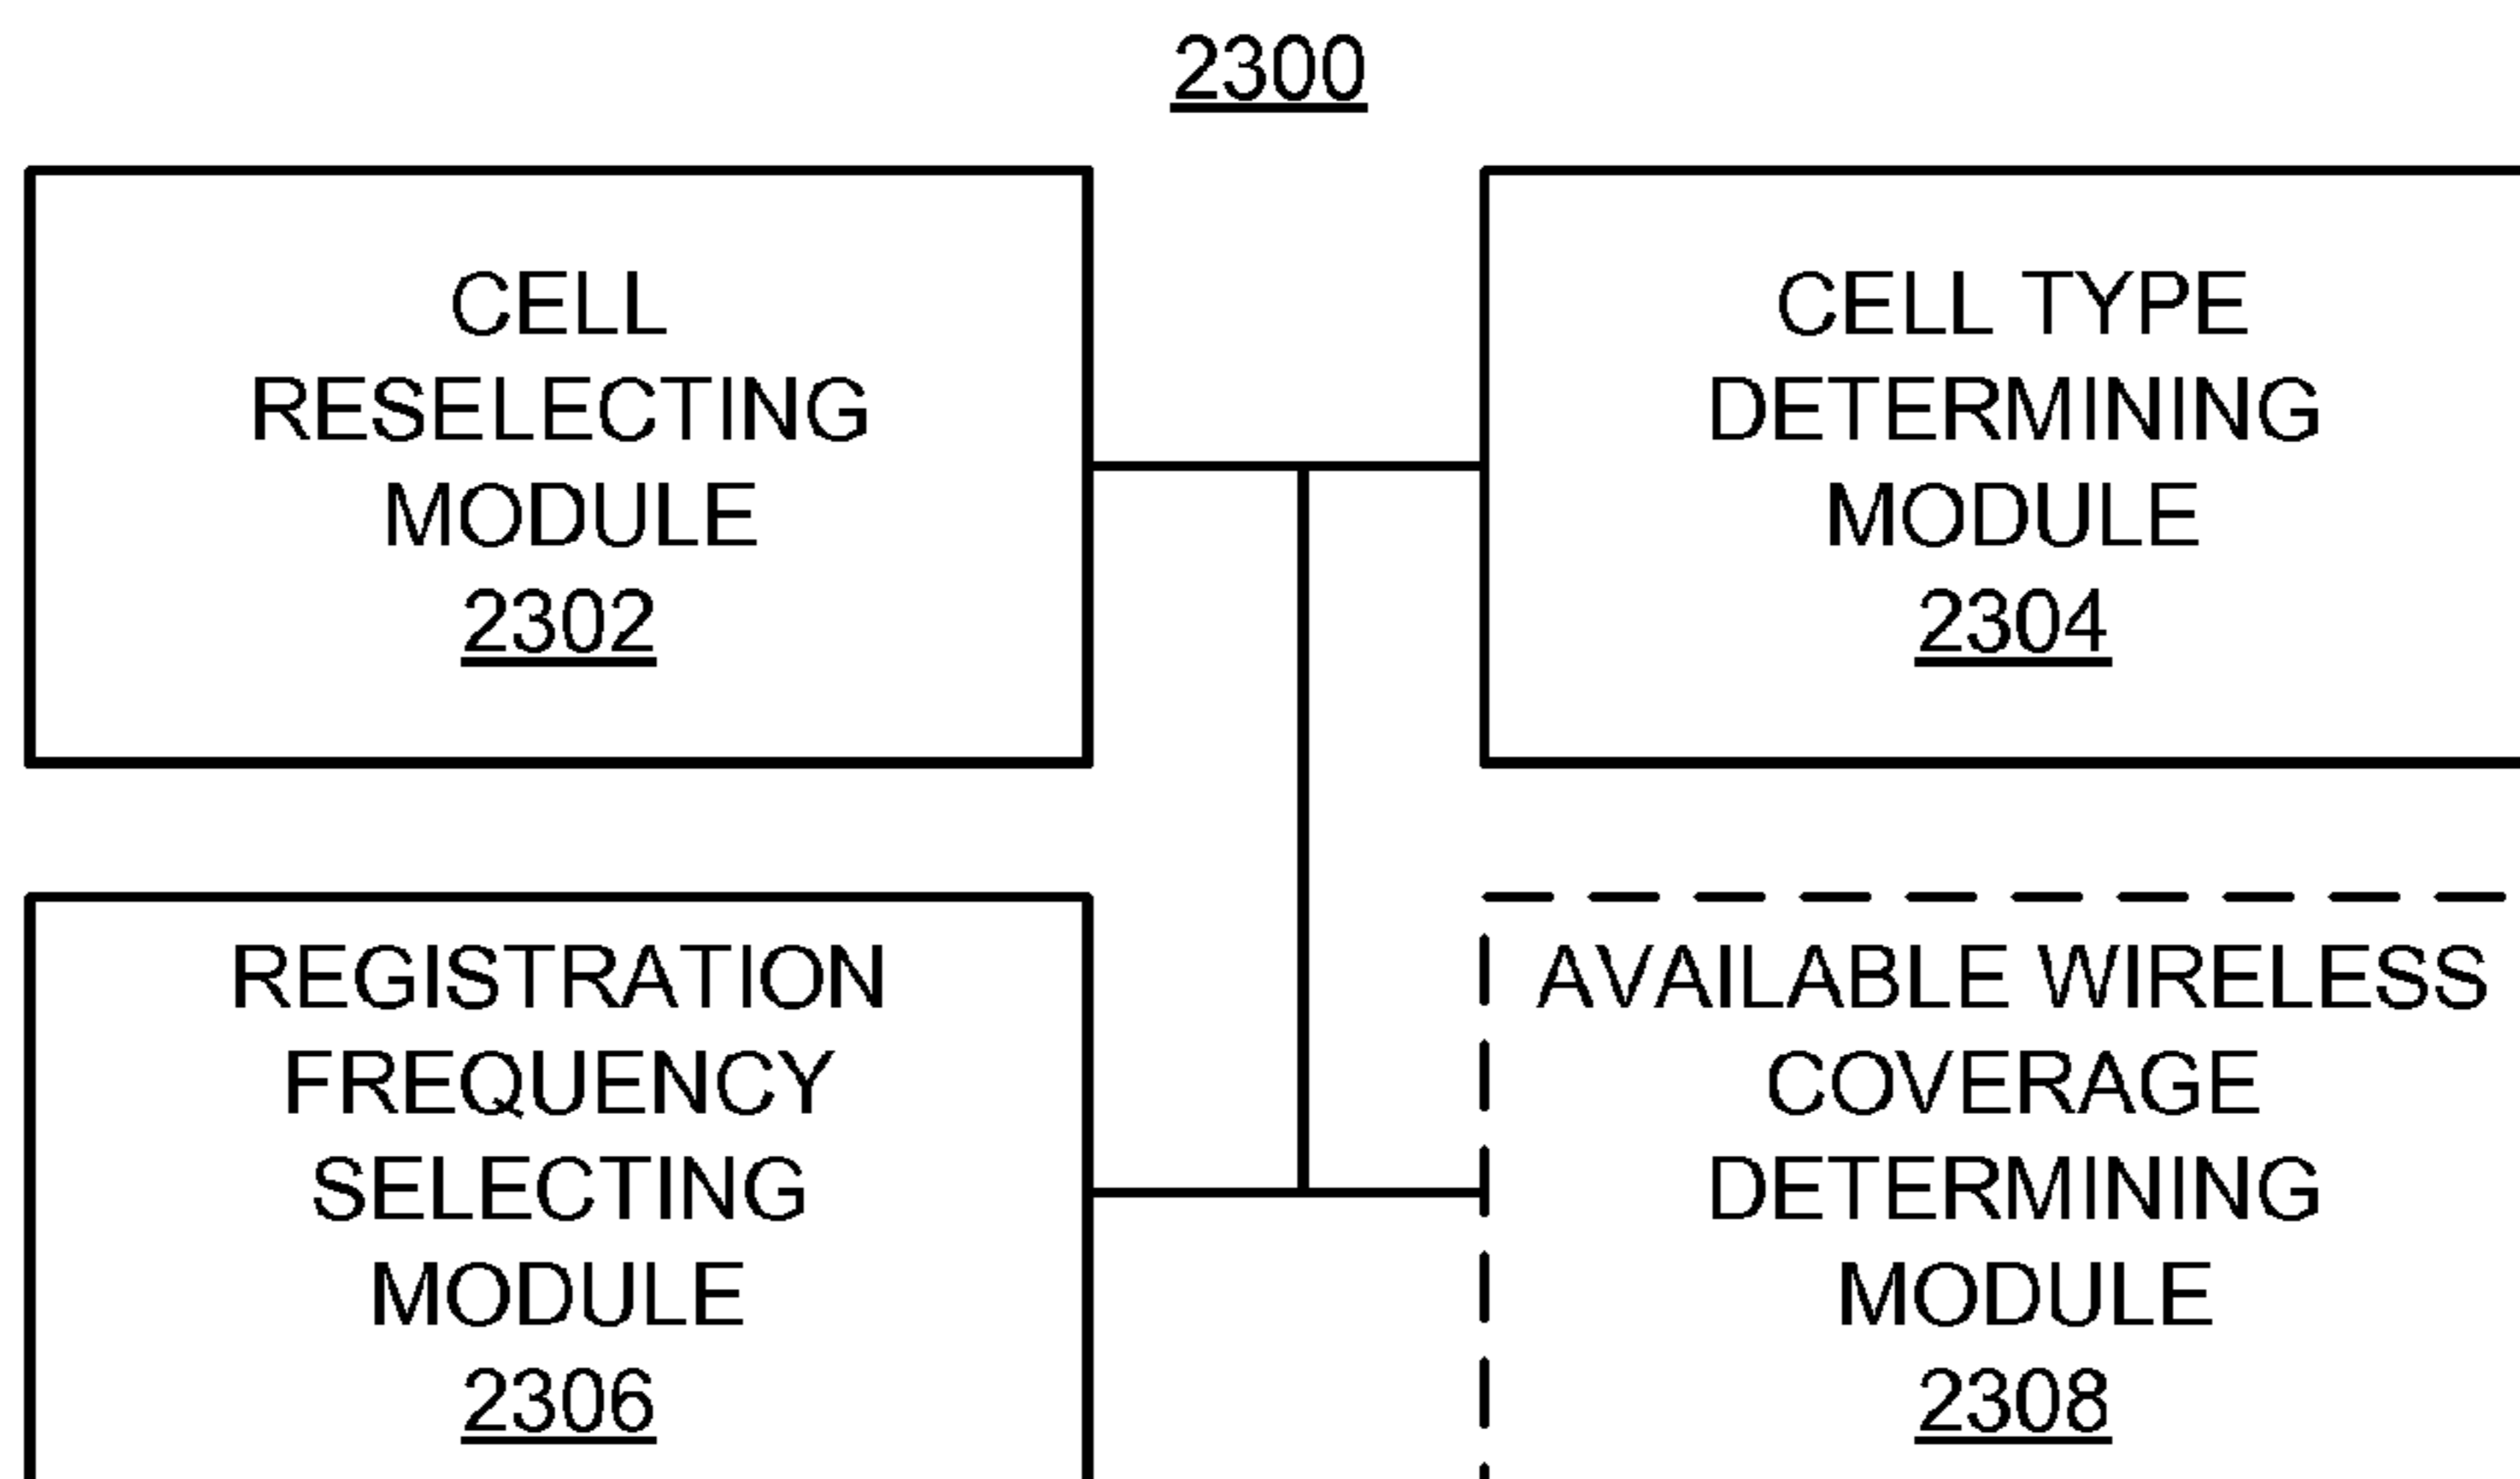 2300
CELL
RESELECTING
MODULE
2302
CELL TYPE
DETERMINING
MODULE
2304
REGISTRATION
FREQUENCY
SELECTING
MODULE
2306
AVAILABLE WIRELESS
COVERAGE
DETERMINING
MODULE
2308